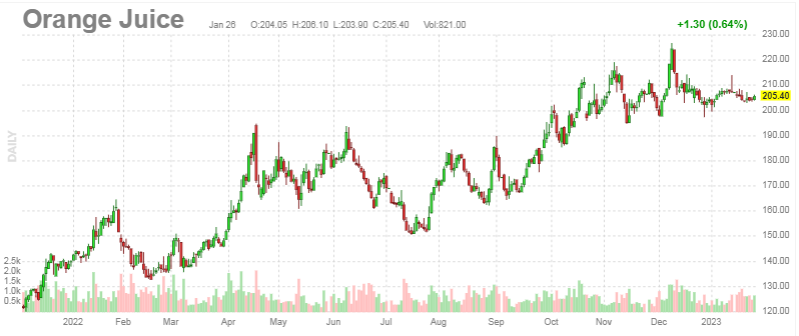 Orange Juice Jan 26 O:204.05 H:206.10 L:203.90 C:205.40 Vol:821.00 +1.30 (0.64%)
230.00
220.00
210.00
205.40
200.00
190.00
DAILY
180.00
170.00
160.00
150.00
140.00
2.5k
2.0k 130.00
1.5k
1.0k
0.5k
120.00
2022 Feb Mar Apr May Jun Jul Aug Sep Oct Nov Dec 2023